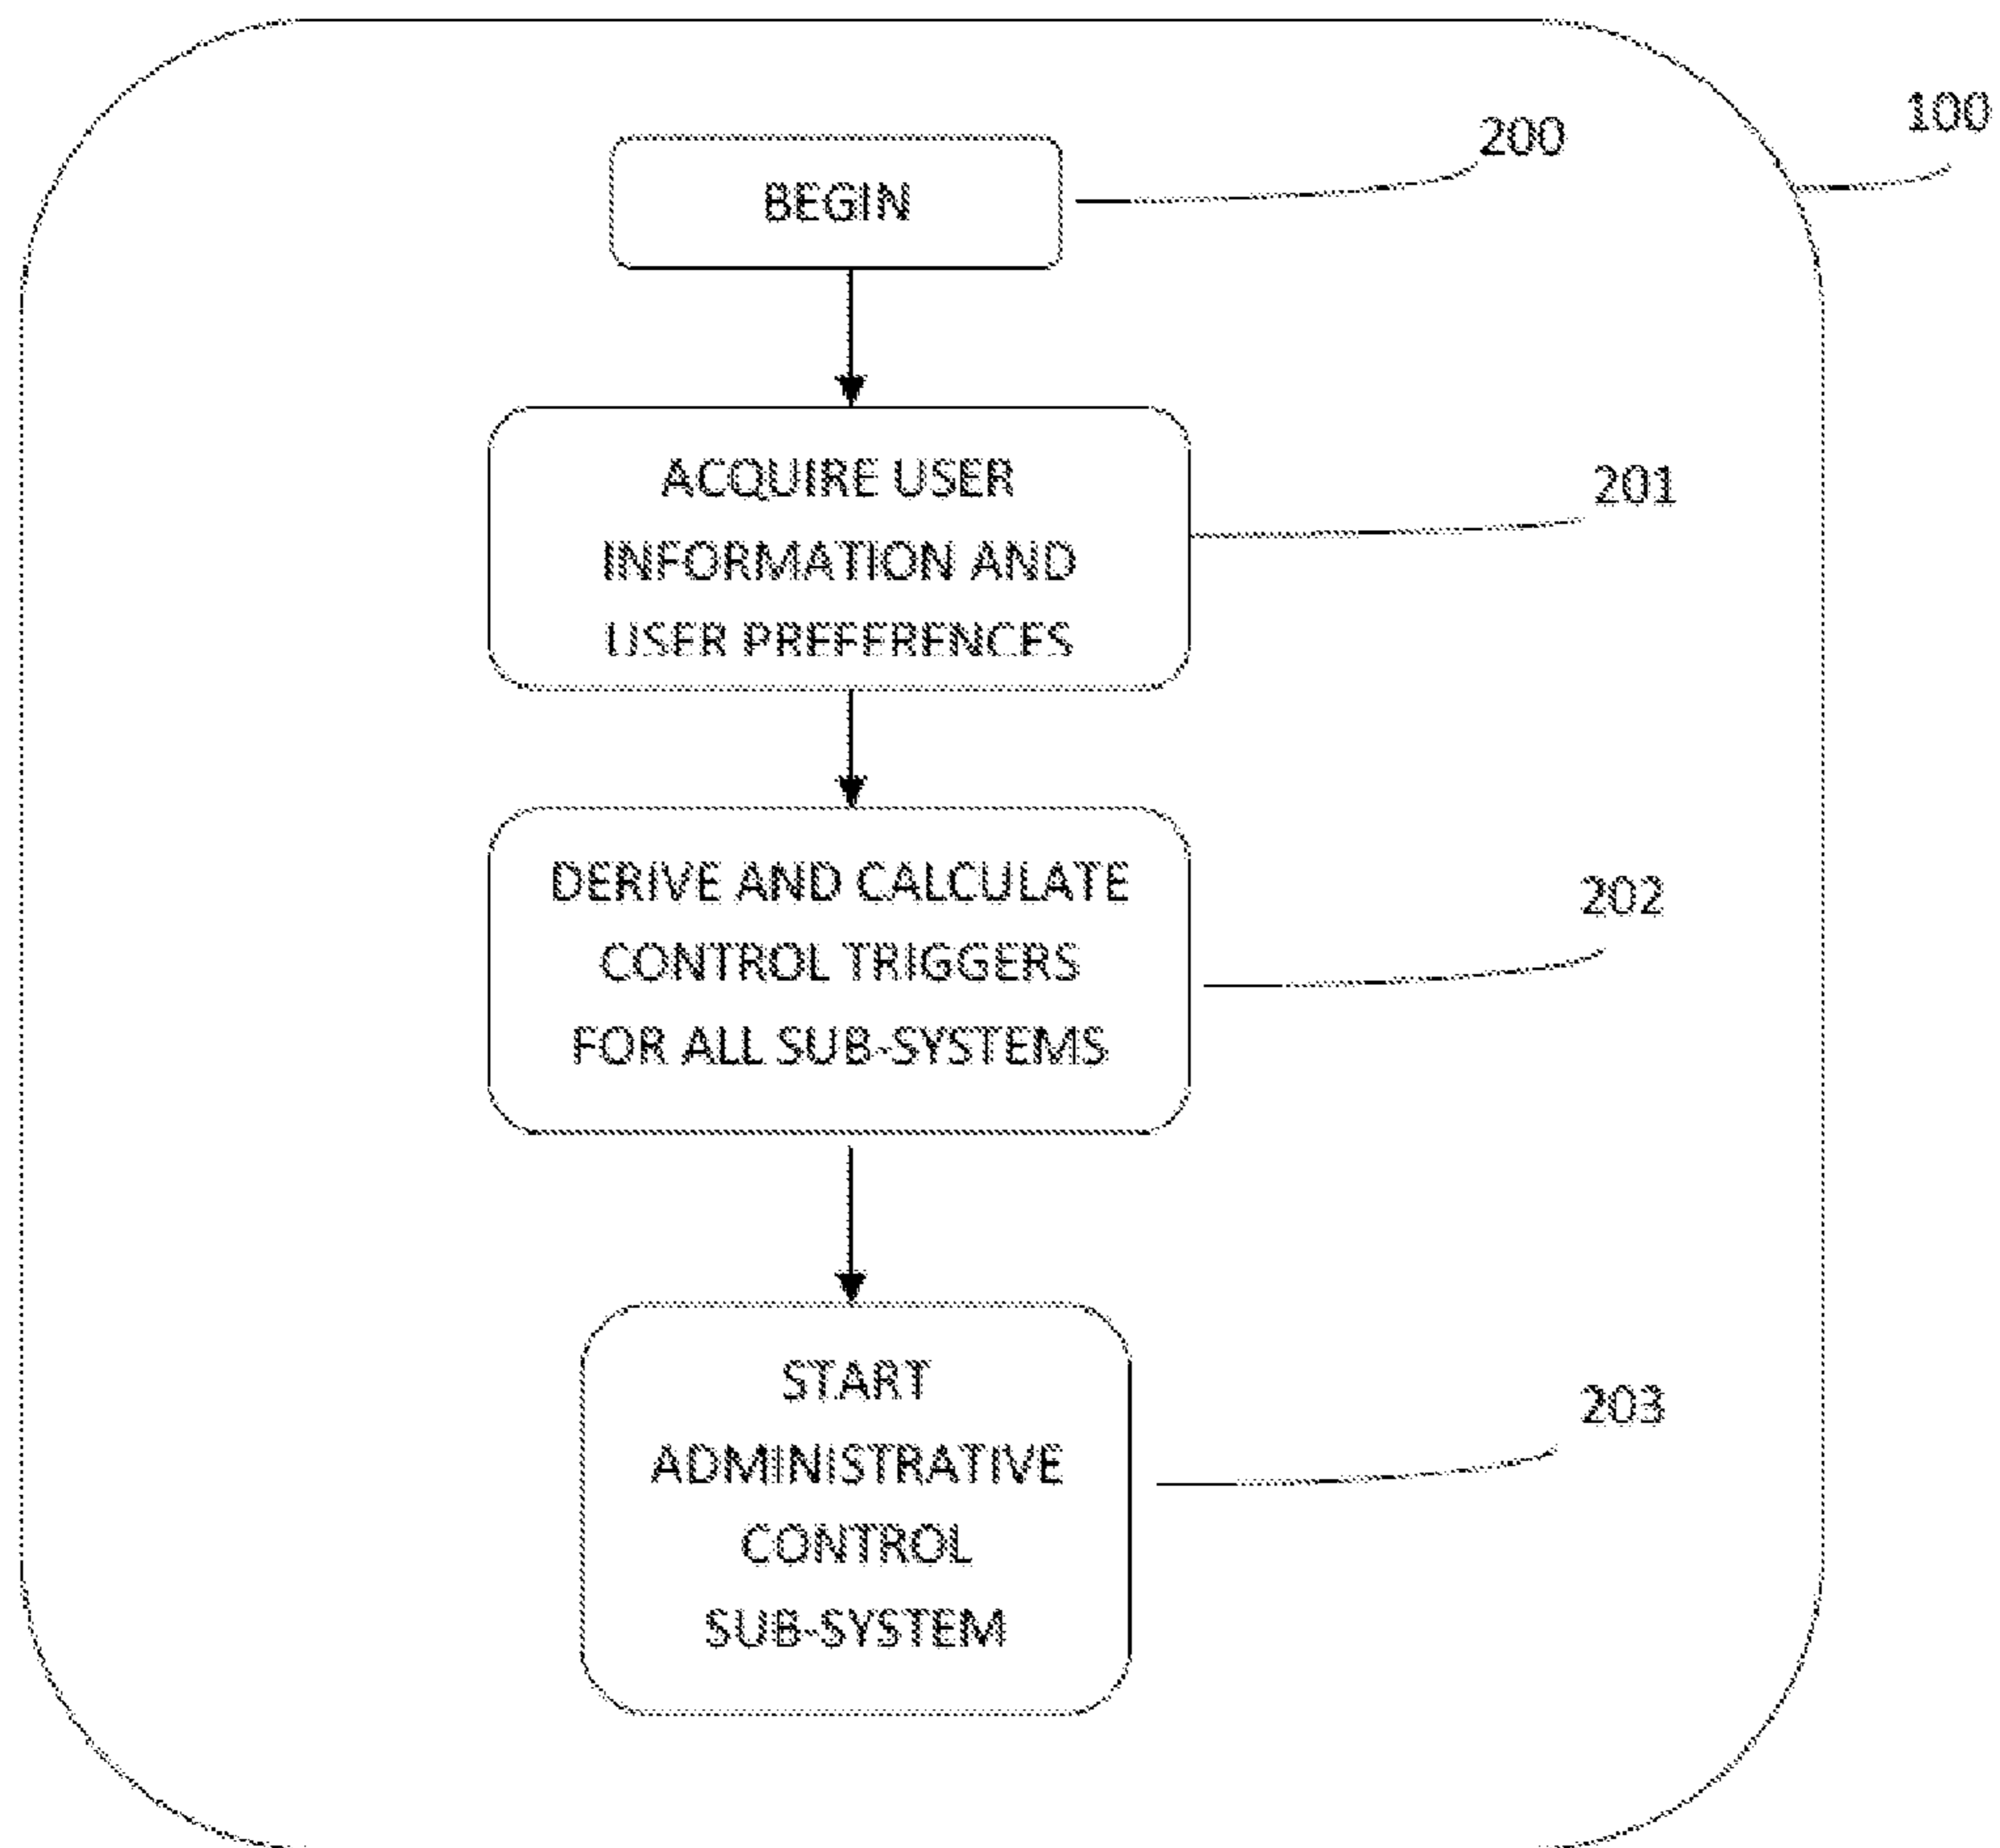 100
200
BEGIN
201
ACQUIRE USER
INFORMATION AND
USER PREFERENCES
202
DERIVE AND CALCULATE
CONTROL TRIGGERS
FOR ALL SUB-SYSTEMS
203
START
ADMINISTRATIVE
CONTROL
SUB-SYSTEM